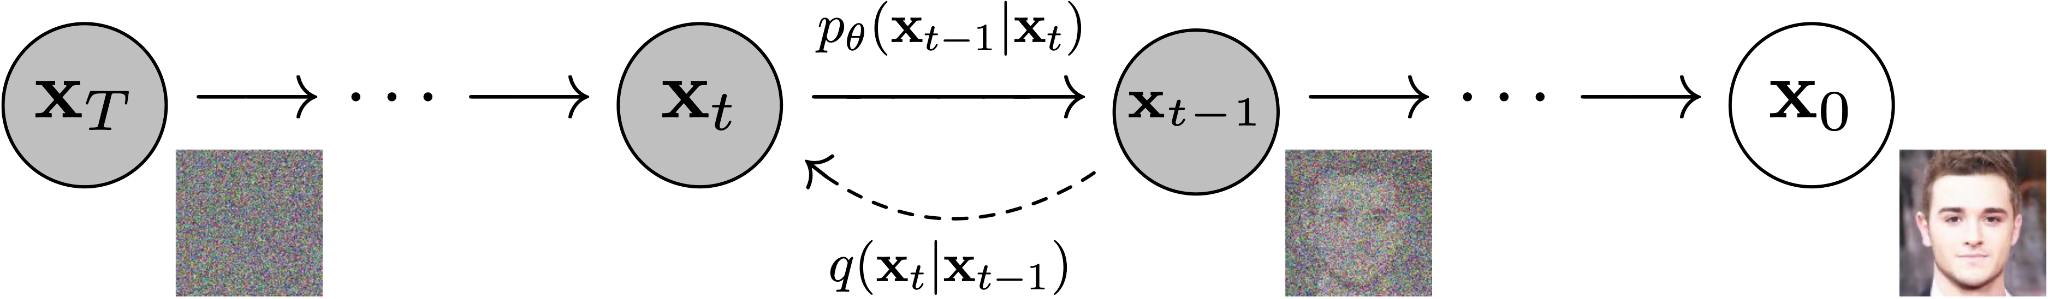 p_θ(𝐱_{t−1}|𝐱_t)
𝐱_T ⟶ · · · ⟶ 𝐱_t ⟶ 𝐱_{t−1} ⟶ · · · ⟶ 𝐱_0
q(𝐱_t|𝐱_{t−1})